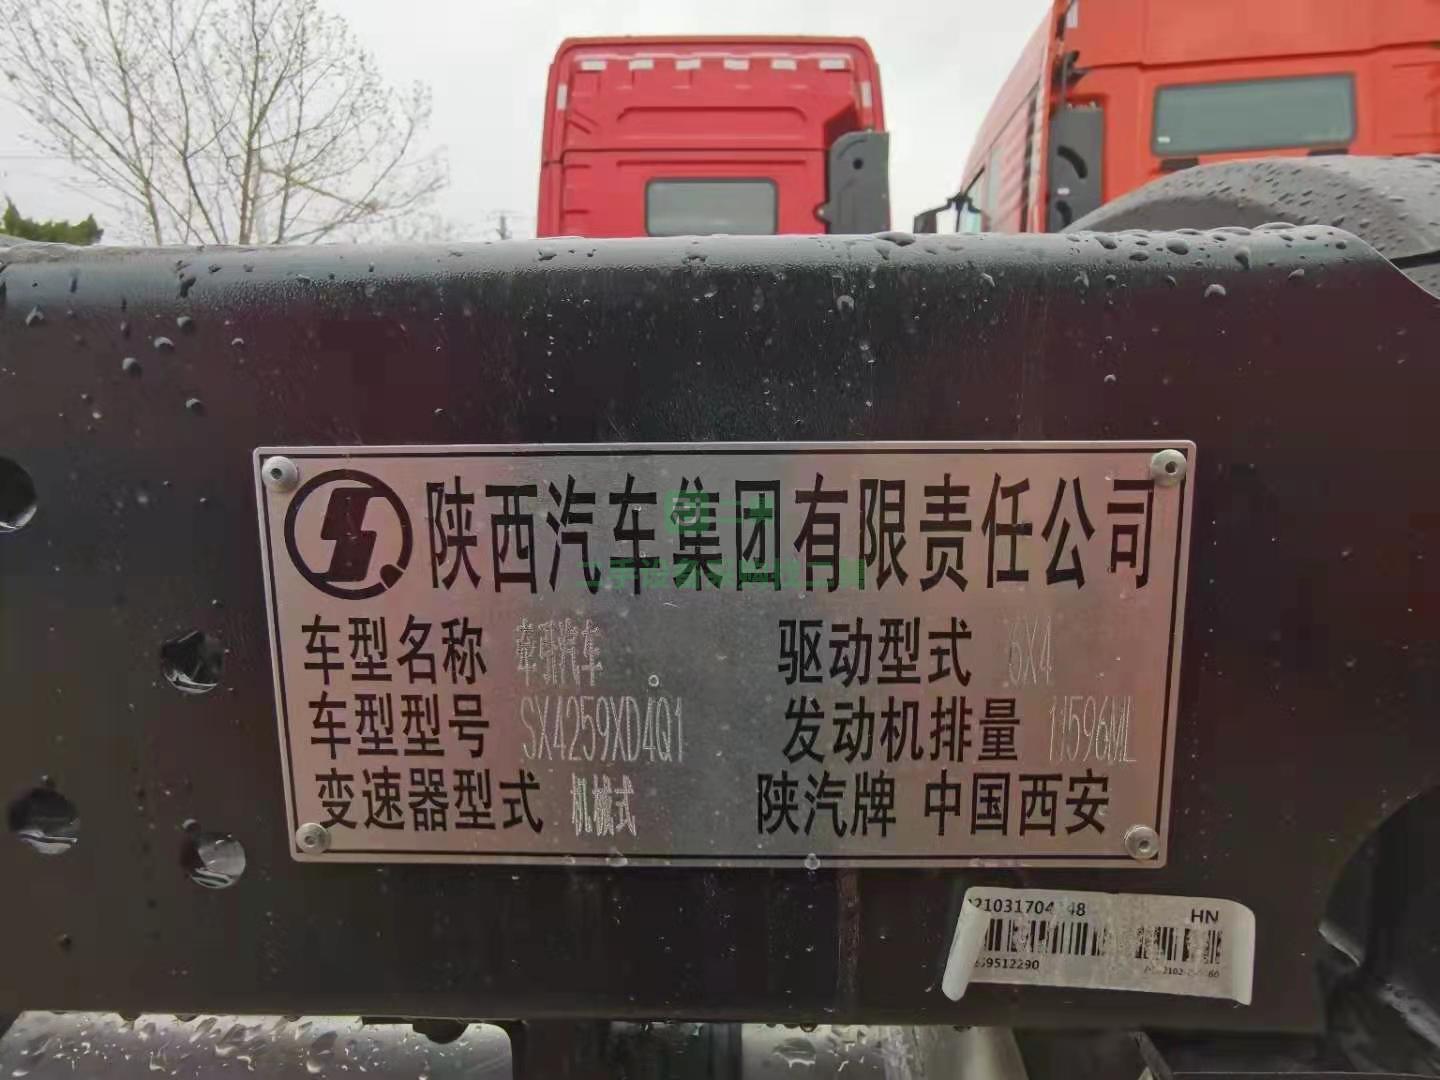 陕西汽车集团有限责任公司
车型名称 牵引汽车 驱动型式 6X4
车型型号 SX4259XD4Q1 发动机排量 11596ML
变速器型式 机械式 陕汽牌 中国西安
HN